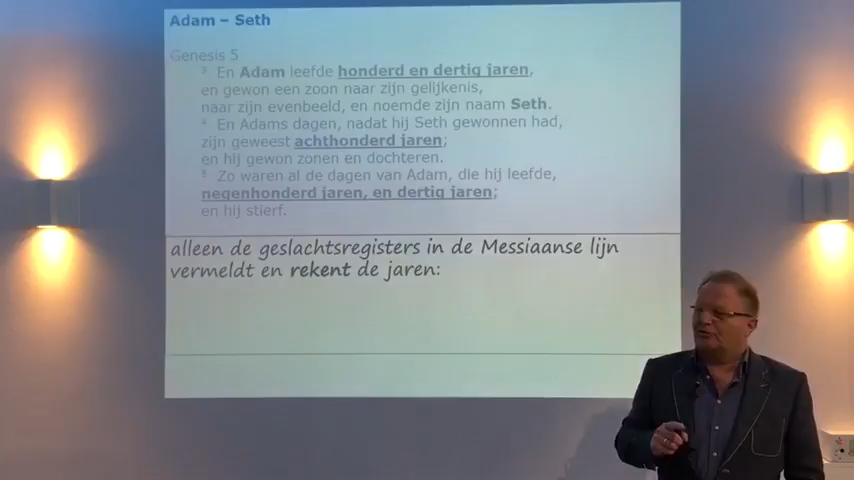 Adam – Seth
Genesis 5
3 En Adam leefde honderd en dertig jaren,
en gewon een zoon naar zijn gelijkenis,
naar zijn evenbeeld, en noemde zijn naam Seth.
4 En Adams dagen, nadat hij Seth gewonnen had,
zijn geweest achthonderd jaren;
en hij gewon zonen en dochteren.
5 Zo waren al de dagen van Adam, die hij leefde,
negenhonderd jaren, en dertig jaren;
en hij stierf.
alleen de geslachtsregisters in de Messiaanse lijn
vermeldt en rekent de jaren: